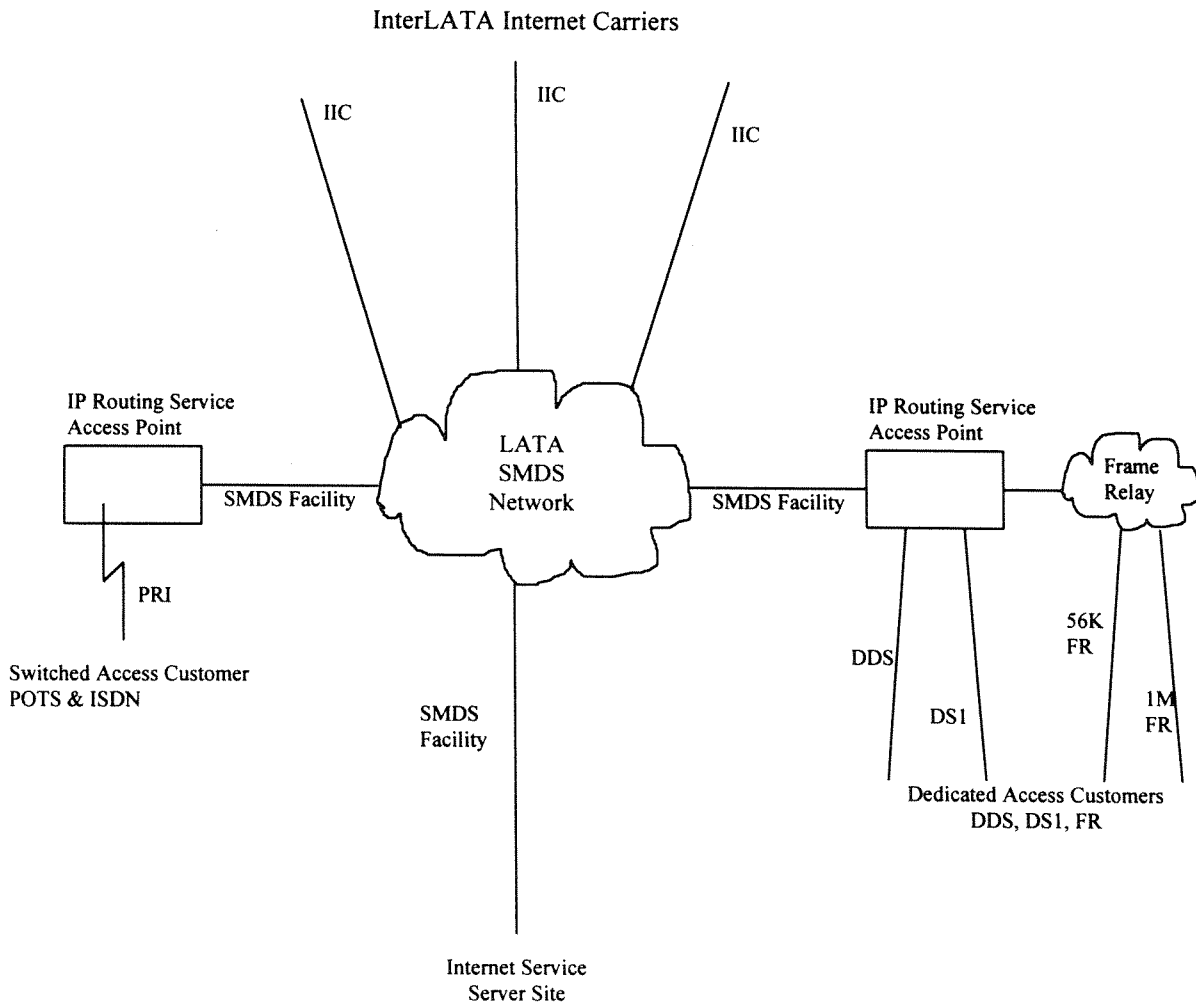 InterLATA Internet Carriers
IIC
IIC
IIC
IP Routing Service
Access Point
SMDS Facility
PRI
Switched Access Customer
POTS & ISDN
LATA
SMDS
Network
SMDS
Facility
Internet Service
Server Site
SMDS Facility
IP Routing Service
Access Point
Frame
Relay
DDS
DS1
56K
FR
1M
FR
Dedicated Access Customers
DDS, DS1, FR